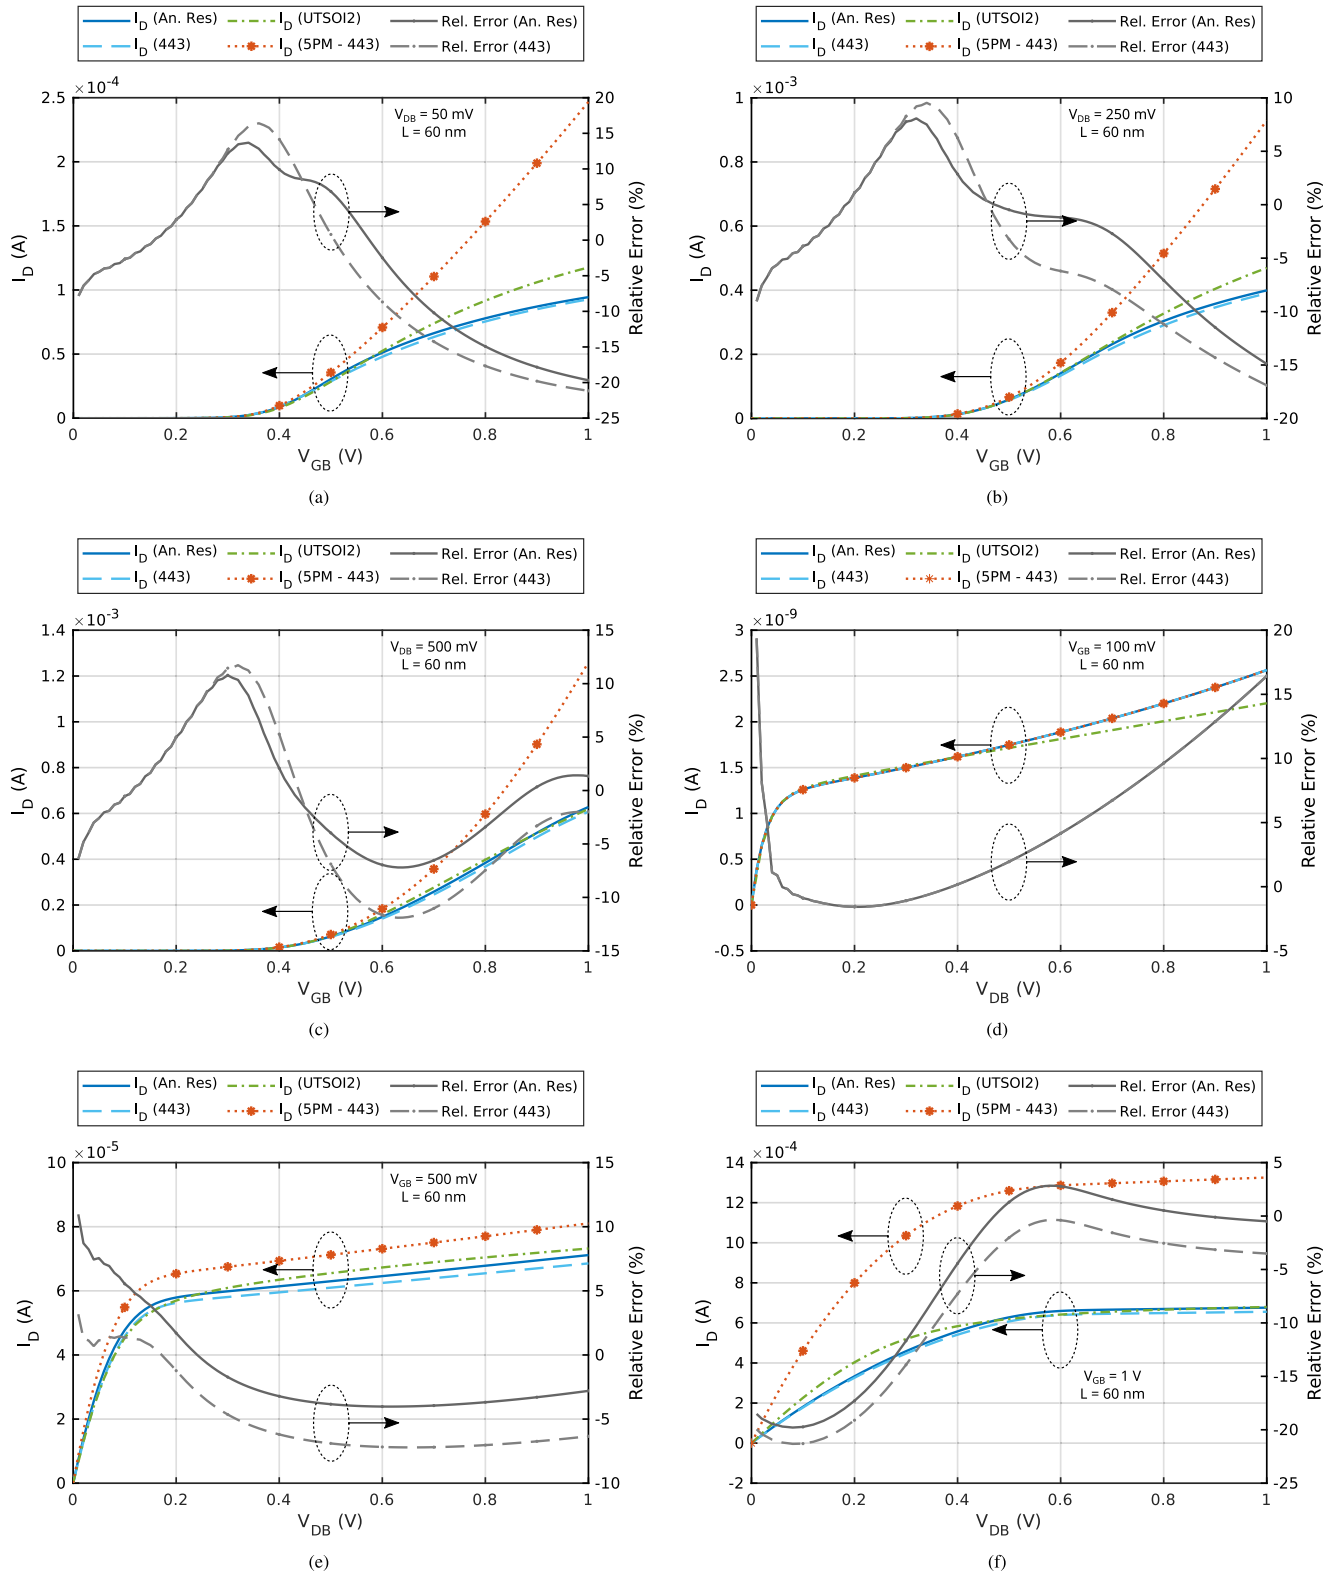 I_D (An. Res) I_D (UTSOI2) Rel. Error (An. Res)
I_D (443) I_D (5PM - 443) Rel. Error (443)
×10^-4
V_DB = 50 mV
L = 60 nm
2.5
2
1.5
1
0.5
0
I_D (A)
20
15
10
5
0
-5
-10
-15
-20
-25
Relative Error (%)
0 0.2 0.4 0.6 0.8 1
V_GB (V)
(a)
I_D (An. Res) I_D (UTSOI2) Rel. Error (An. Res)
I_D (443) I_D (5PM - 443) Rel. Error (443)
×10^-3
V_DB = 250 mV
L = 60 nm
1
0.8
0.6
0.4
0.2
0
I_D (A)
10
5
0
-5
-10
-15
-20
Relative Error (%)
0 0.2 0.4 0.6 0.8 1
V_GB (V)
(b)
I_D (An. Res) I_D (UTSOI2) Rel. Error (An. Res)
I_D (443) I_D (5PM - 443) Rel. Error (443)
×10^-3
V_DB = 500 mV
L = 60 nm
1.4
1.2
1
0.8
0.6
0.4
0.2
0
I_D (A)
15
10
5
0
-5
-10
-15
Relative Error (%)
0 0.2 0.4 0.6 0.8 1
V_GB (V)
(c)
I_D (An. Res) I_D (UTSOI2) Rel. Error (An. Res)
I_D (443) I_D (5PM - 443) Rel. Error (443)
×10^-9
V_GB = 100 mV
L = 60 nm
3
2.5
2
1.5
1
0.5
0
-0.5
I_D (A)
20
15
10
5
0
-5
Relative Error (%)
0 0.2 0.4 0.6 0.8 1
V_DB (V)
(d)
I_D (An. Res) I_D (UTSOI2) Rel. Error (An. Res)
I_D (443) I_D (5PM - 443) Rel. Error (443)
×10^-5
V_GB = 500 mV
L = 60 nm
10
8
6
4
2
0
I_D (A)
15
10
5
0
-5
-10
Relative Error (%)
0 0.2 0.4 0.6 0.8 1
V_DB (V)
(e)
I_D (An. Res) I_D (UTSOI2) Rel. Error (An. Res)
I_D (443) I_D (5PM - 443) Rel. Error (443)
×10^-4
14
12
10
8
6
4
2
0
-2
I_D (A)
V_GB = 1 V
L = 60 nm
5
0
-5
-10
-15
-20
-25
Relative Error (%)
0 0.2 0.4 0.6 0.8 1
V_DB (V)
(f)